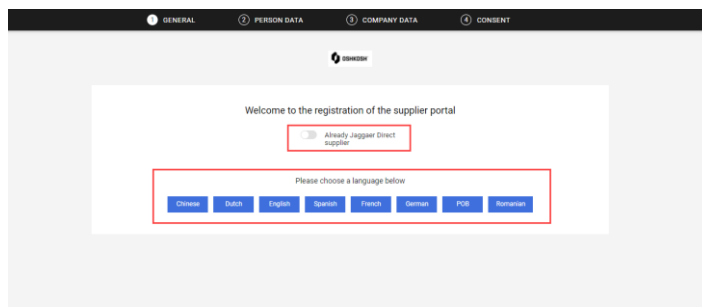 1 GENERAL 2 PERSON DATA 3 COMPANY DATA 4 CONSENT
OSHKOSH
Welcome to the registration of the supplier portal
Already Jaggaer Direct
supplier
Please choose a language below
Chinese Dutch English Spanish French German POB Romanian